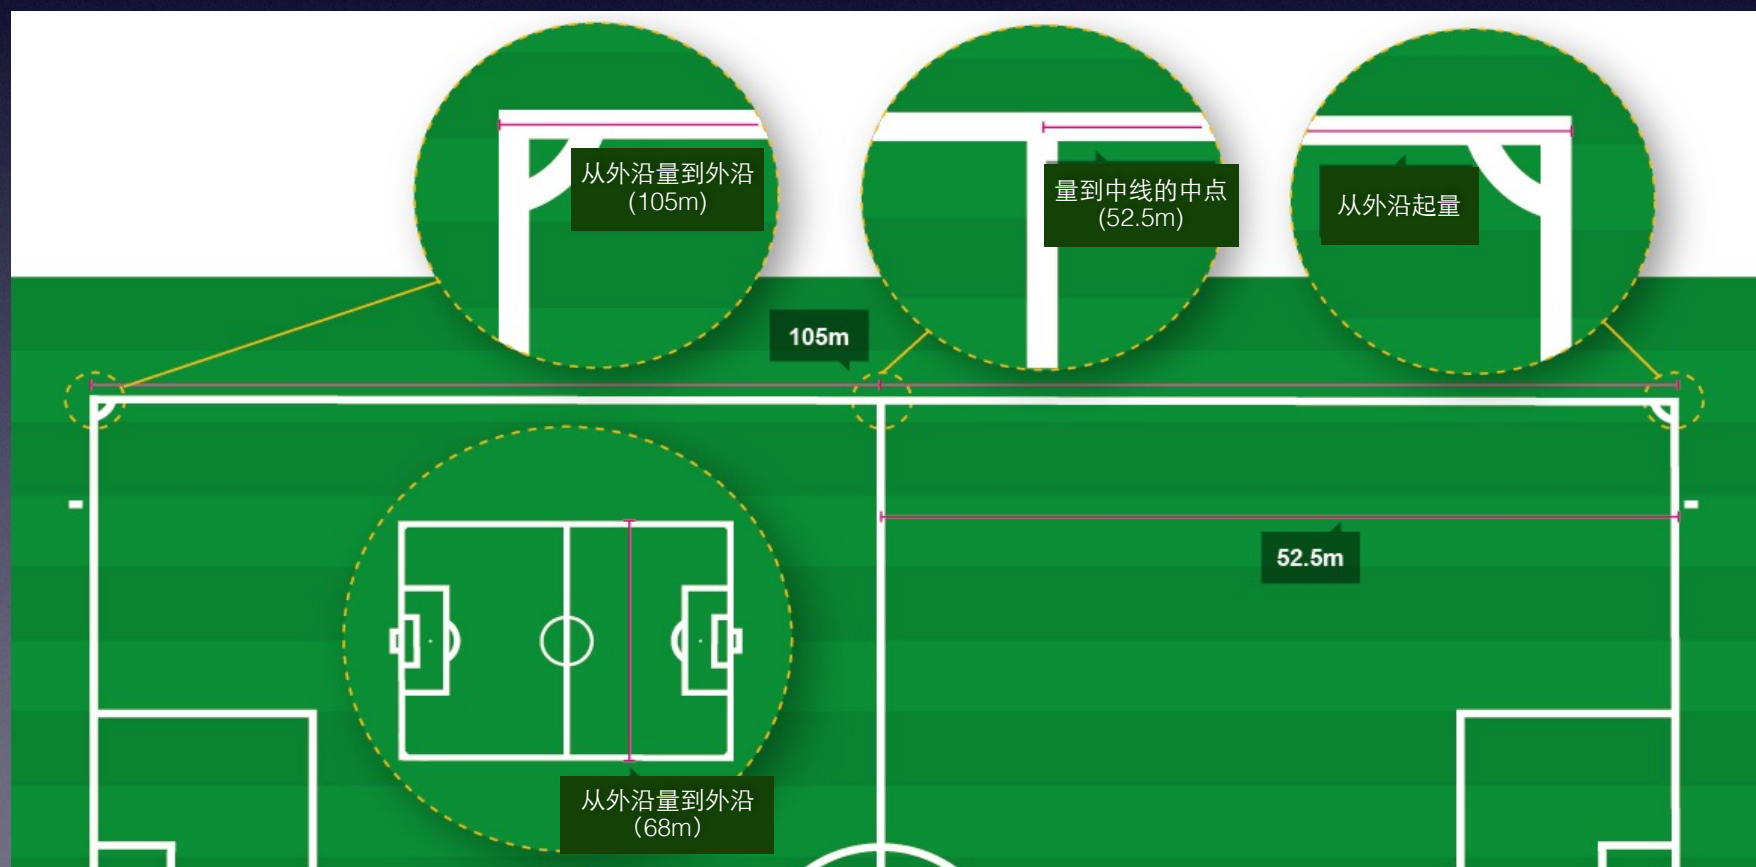 从外沿量到外沿
(105m)
量到中线的中点
(52.5m)
从外沿起量
105m
52.5m
从外沿量到外沿
（68m）